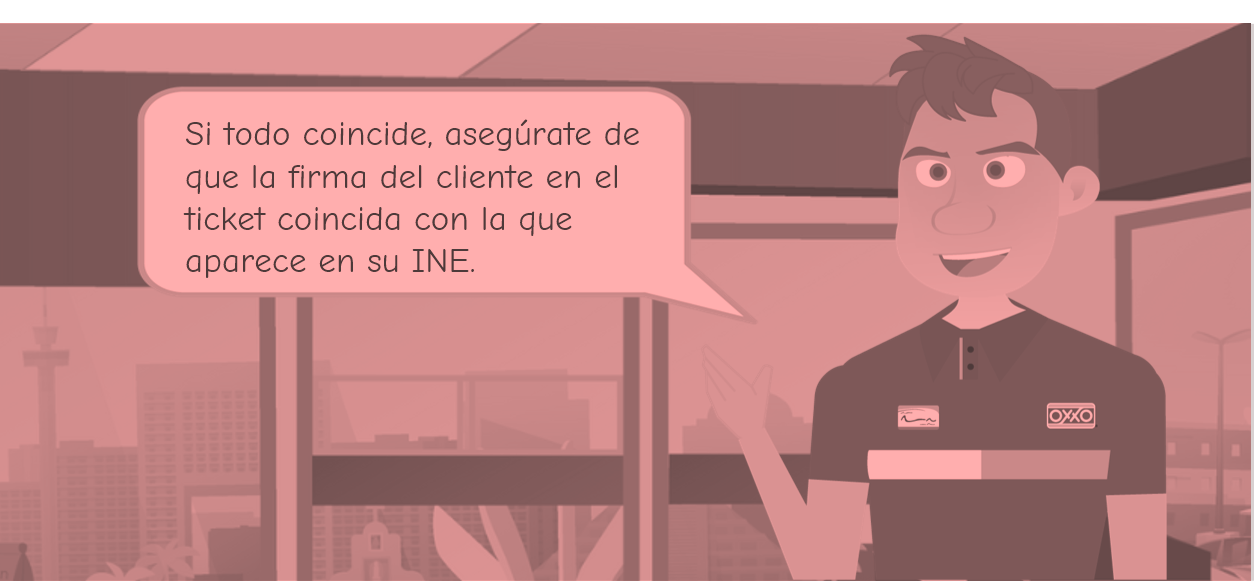 Si todo coincide, asegúrate de
que la firma del cliente en el
ticket coincida con la que
aparece en su INE.
OXXO